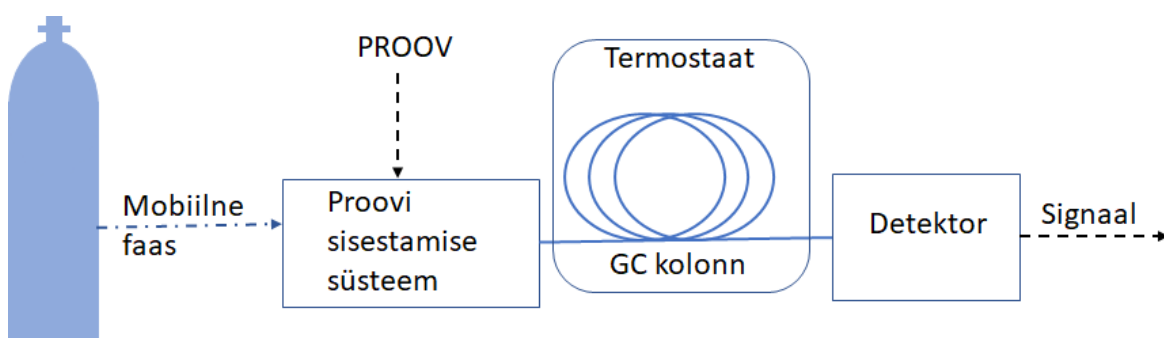 PROOV
Termostaat
Mobiilne
faas
Proovi
sisestamise
süsteem
GC kolonn
Detektor
Signaal